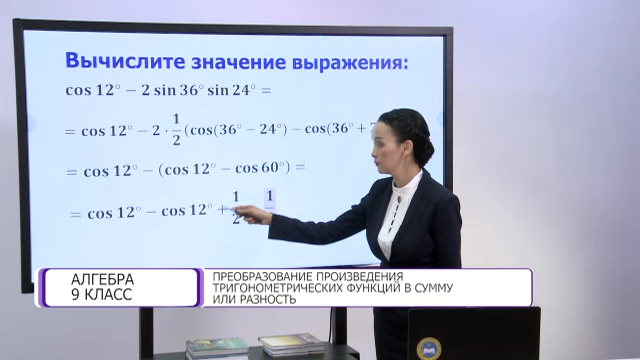 Вычислите значение выражения:
cos 12° − 2 sin 36° sin 24° =
= cos 12° − 2 · 1/2 (cos(36° − 24°) − cos(36° +
= cos 12° − (cos 12° − cos 60°) =
= cos 12° − cos 12° + 1/2 1
АЛГЕБРА
9 КЛАСС
ПРЕОБРАЗОВАНИЕ ПРОИЗВЕДЕНИЯ
ТРИГОНОМЕТРИЧЕСКИХ ФУНКЦИЙ В СУММУ
ИЛИ РАЗНОСТЬ